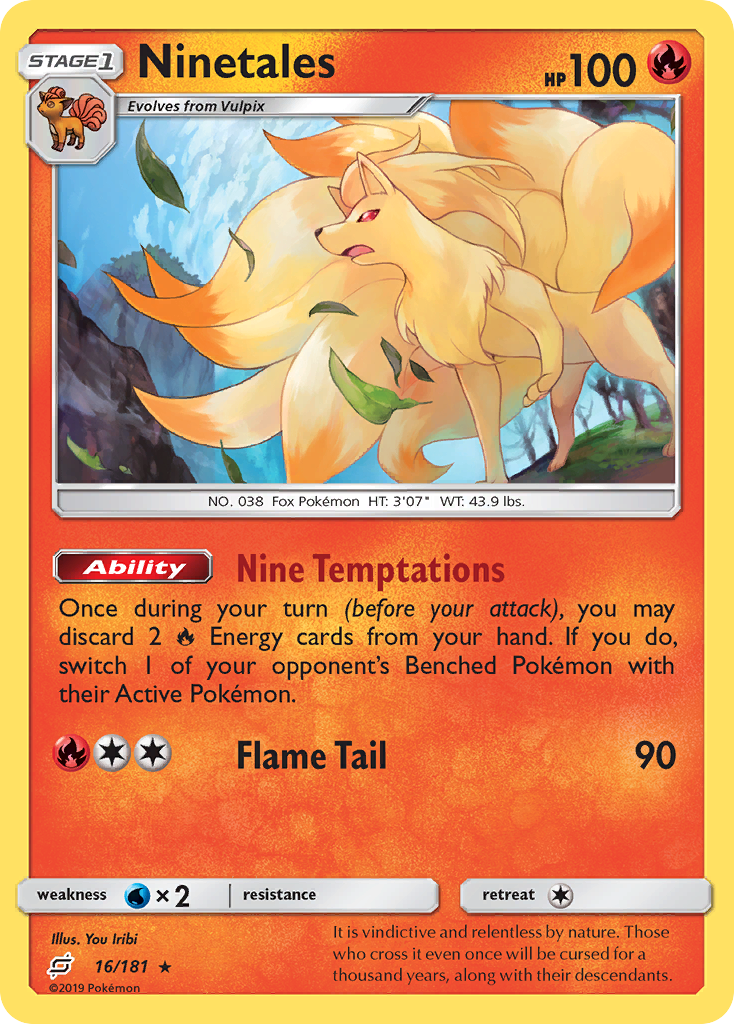 STAGE1
Ninetales
HP 100
Evolves from Vulpix
NO. 038 Fox Pokémon HT: 3'07" WT: 43.9 lbs.
Ability Nine Temptations
Once during your turn (before your attack), you may
discard 2 Energy cards from your hand. If you do,
switch 1 of your opponent's Benched Pokémon with
their Active Pokémon.
Flame Tail 90
weakness ×2 resistance retreat
Illus. You Iribi
16/181 ★
©2019 Pokémon
It is vindictive and relentless by nature. Those
who cross it even once will be cursed for a
thousand years, along with their descendants.